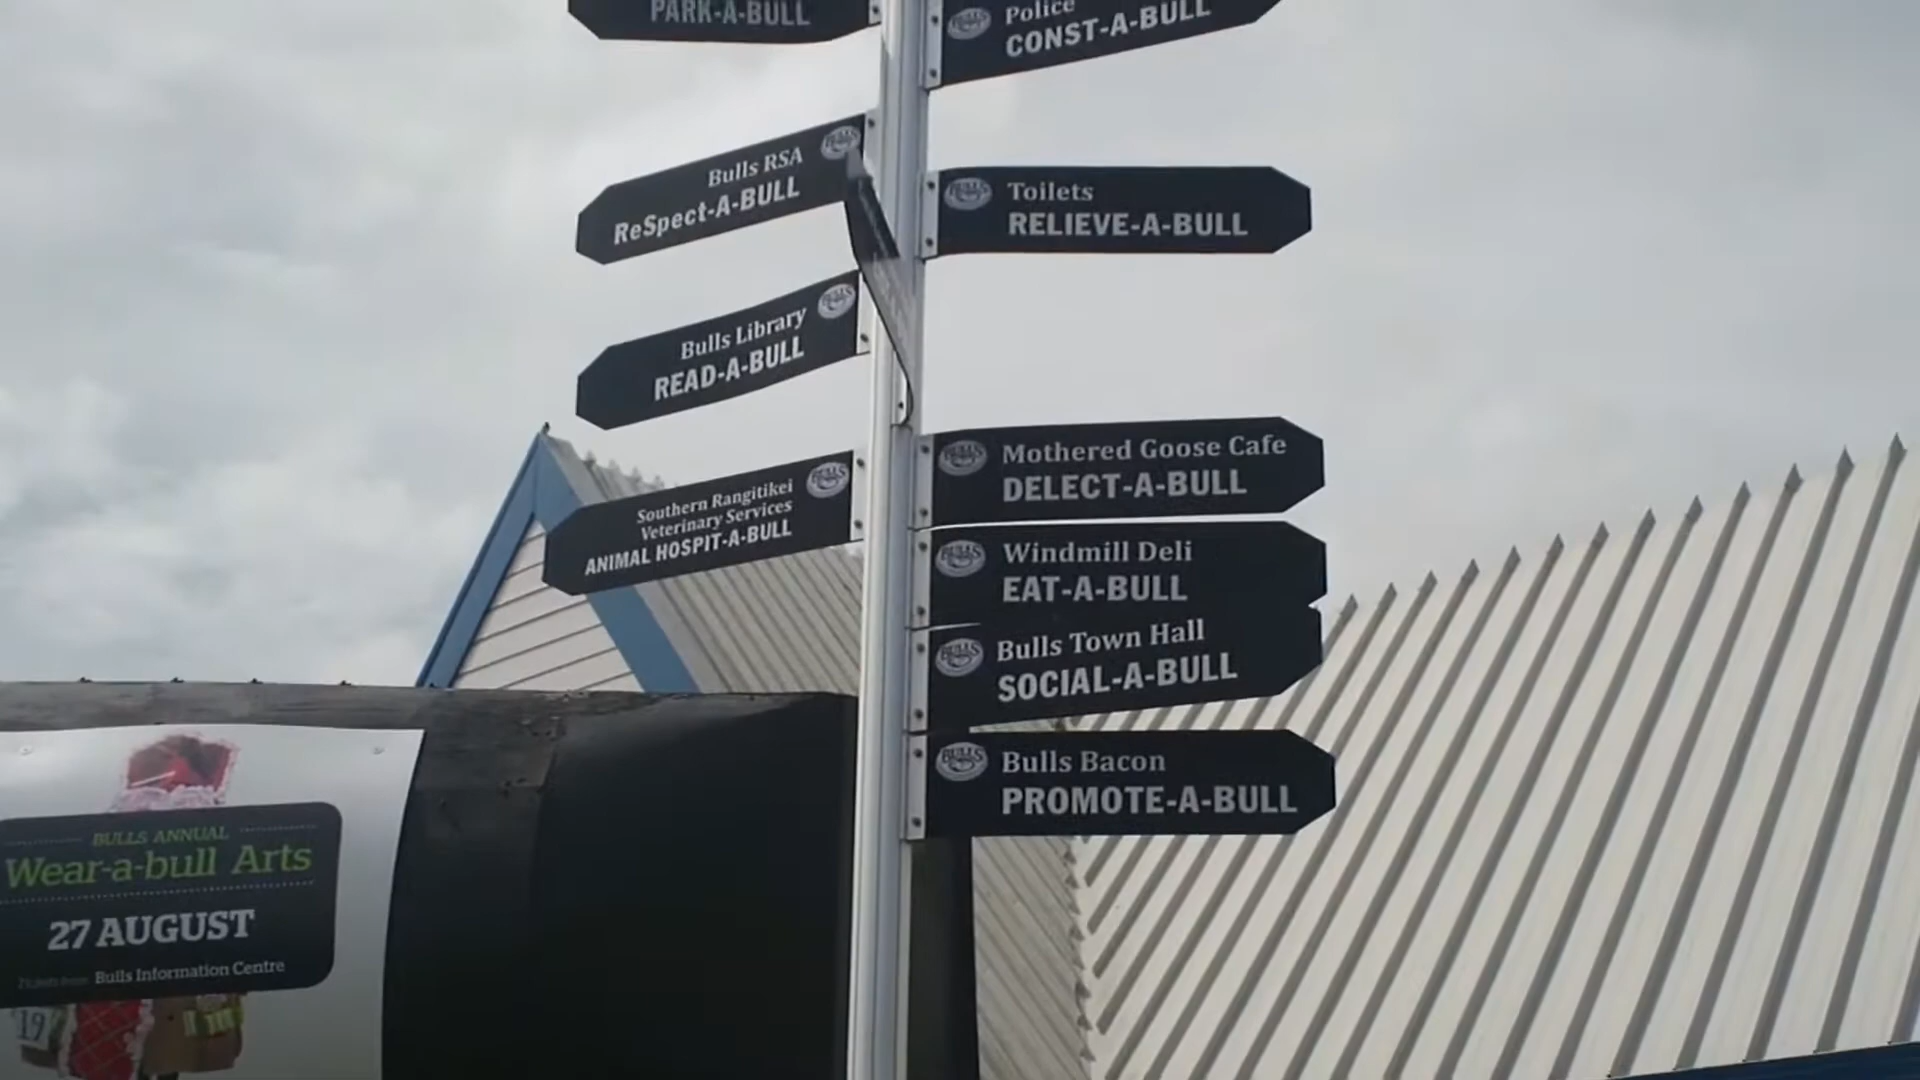 PARK-A-BULL
Police
CONST-A-BULL
Bulls RSA
ReSpect-A-BULL
Toilets
RELIEVE-A-BULL
Bulls Library
READ-A-BULL
Mothered Goose Cafe
DELECT-A-BULL
Southern Rangitikei
Veterinary Services
ANIMAL HOSPIT-A-BULL
Windmill Deli
EAT-A-BULL
Bulls Town Hall
SOCIAL-A-BULL
Bulls Bacon
PROMOTE-A-BULL
BULLS ANNUAL
Wear-a-bull Arts
27 AUGUST
Bulls Information Centre
19